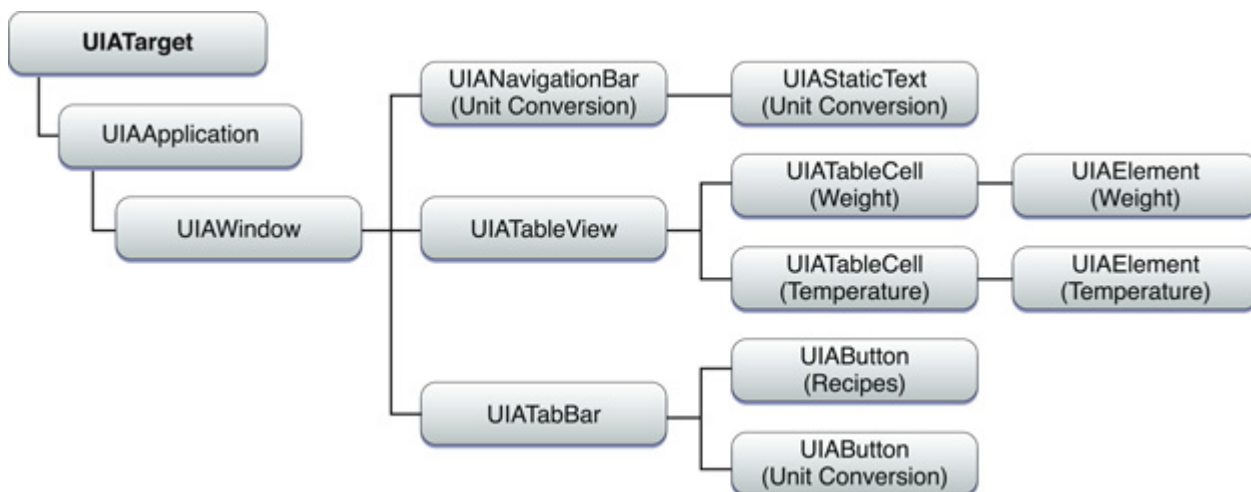 UIATarget
UIAApplication
UIAWindow
UIANavigationBar
(Unit Conversion)
UIAStaticText
(Unit Conversion)
UIATableView
UIATableCell
(Weight)
UIAElement
(Weight)
UIATableCell
(Temperature)
UIAElement
(Temperature)
UIATabBar
UIAButton
(Recipes)
UIAButton
(Unit Conversion)